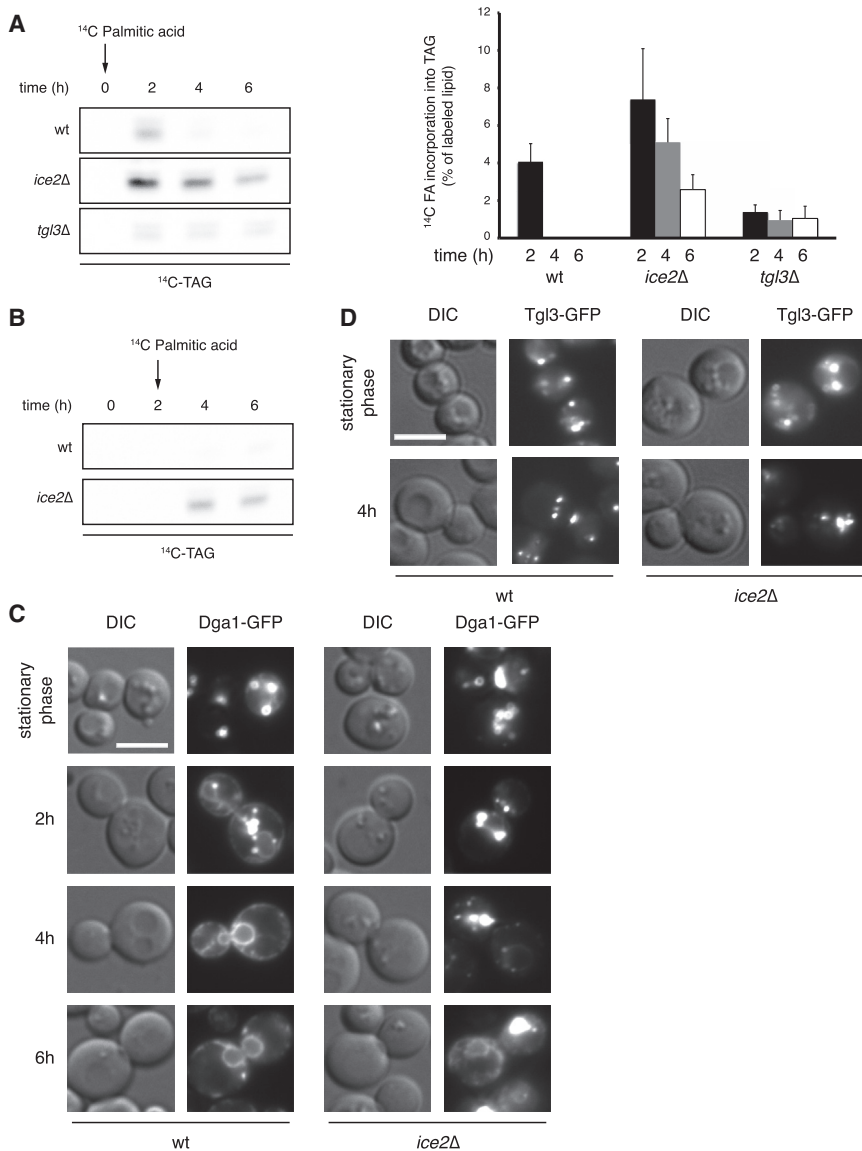 A
¹⁴C Palmitic acid
time (h) 0 2 4 6
wt
ice2Δ
tgl3Δ
¹⁴C-TAG
¹⁴C FA incorporation into TAG
(% of labeled lipid)
12
12
10
8
6
4
2
0
time (h) 2 4 6 2 4 6 2 4 6
wt ice2Δ tgl3Δ
B
¹⁴C Palmitic acid
time (h) 0 2 4 6
wt
ice2Δ
¹⁴C-TAG
D
DIC Tgl3-GFP DIC Tgl3-GFP
stationary
phase
4h
wt ice2Δ
C
DIC Dga1-GFP DIC Dga1-GFP
stationary
phase
2h
4h
6h
wt ice2Δ